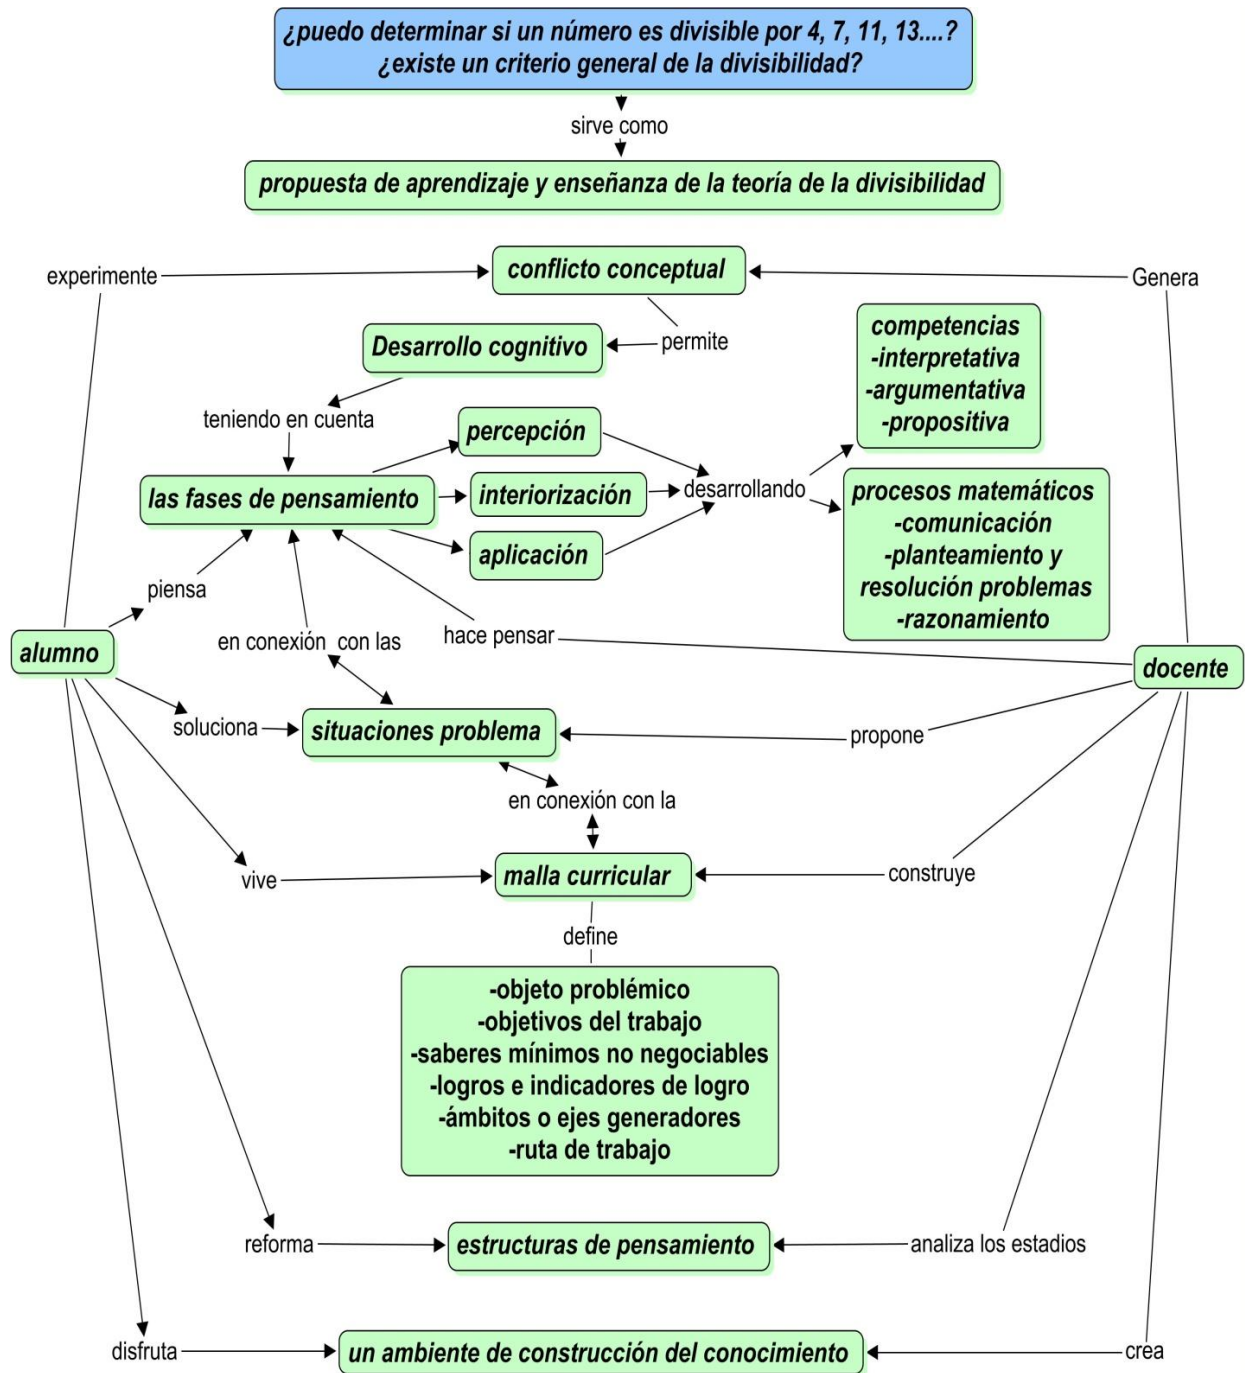 ¿puedo determinar si un número es divisible por 4, 7, 11, 13....?
¿existe un criterio general de la divisibilidad?
sirve como
propuesta de aprendizaje y enseñanza de la teoría de la divisibilidad
experimente
conflicto conceptual
Genera
Desarrollo cognitivo
permite
competencias
-interpretativa
-argumentativa
-propositiva
teniendo en cuenta
percepción
las fases de pensamiento
interiorización
desarrollando
aplicación
procesos matemáticos
-comunicación
-planteamiento y
resolución problemas
-razonamiento
piensa
alumno
en conexión con las
hace pensar
docente
soluciona
situaciones problema
propone
en conexión con la
vive
malla curricular
construye
define
-objeto problémico
-objetivos del trabajo
-saberes mínimos no negociables
-logros e indicadores de logro
-ámbitos o ejes generadores
-ruta de trabajo
reforma
estructuras de pensamiento
analiza los estadios
disfruta
un ambiente de construcción del conocimiento
crea